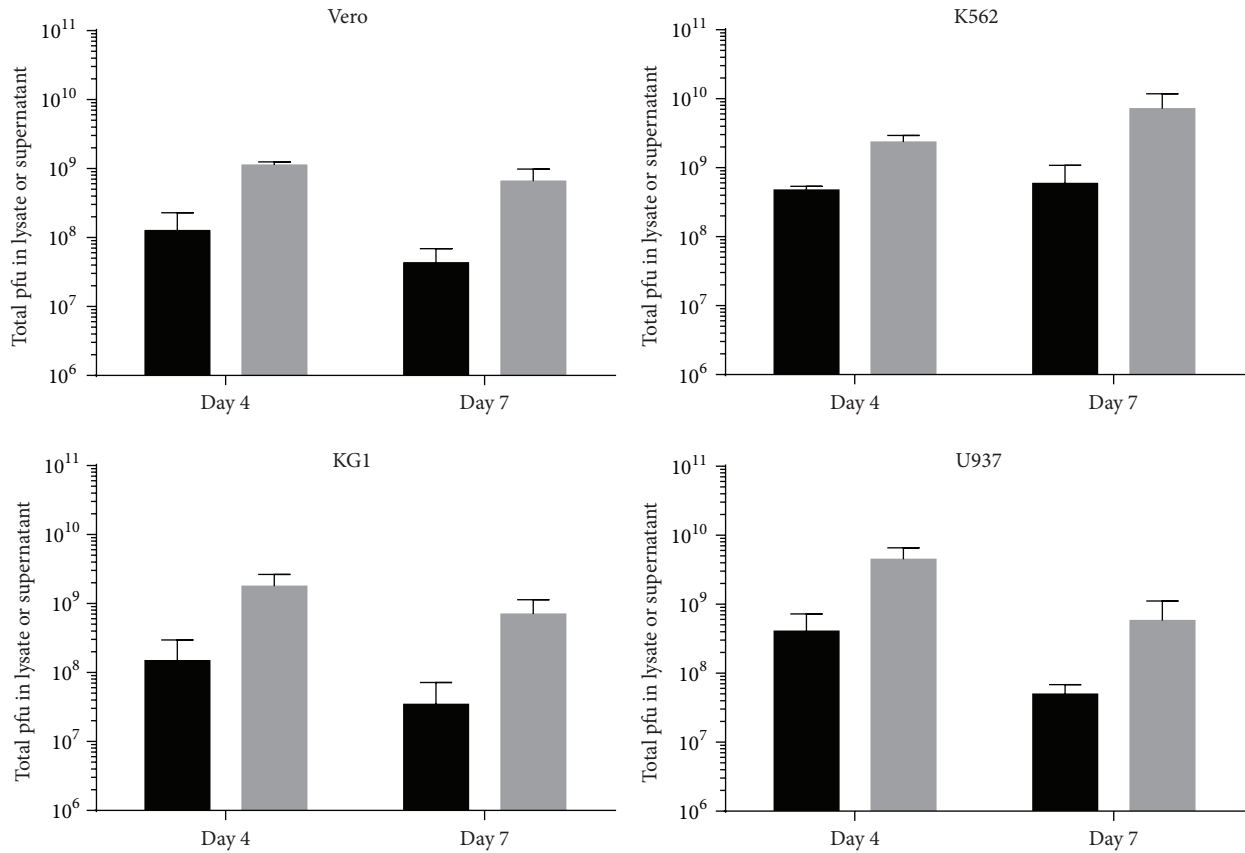 Vero
Total pfu in lysate or supernatant
10^11
10^10
10^9
10^8
10^7
10^6
Day 4
Day 7
K562
Total pfu in lysate or supernatant
10^11
10^10
10^9
10^8
10^7
10^6
Day 4
Day 7
KG1
Total pfu in lysate or supernatant
10^11
10^10
10^9
10^8
10^7
10^6
Day 4
Day 7
U937
Total pfu in lysate or supernatant
10^11
10^10
10^9
10^8
10^7
10^6
Day 4
Day 7